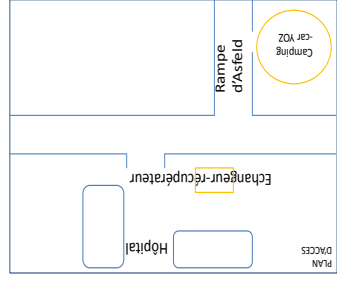 PLAN
D'ACCES
Hôpital
Echangeur-récupérateur
Rampe
d'Asfeld
Camping
-car YOZ